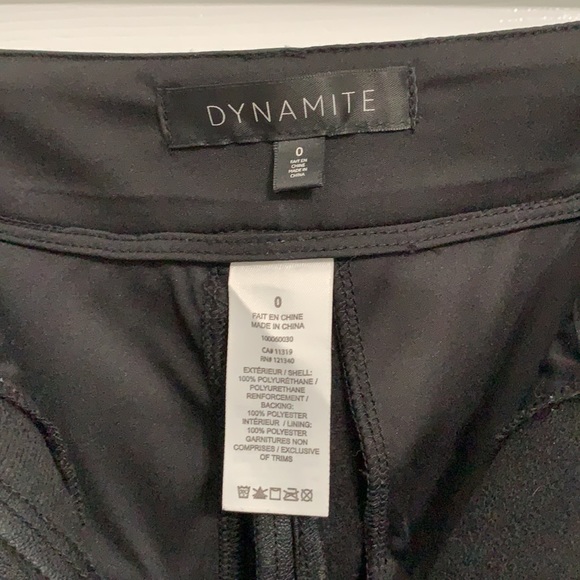 DYNAMITE
0
FAIT EN
CHINE
MADE IN
CHINA
0
FAIT EN CHINE
MADE IN CHINA
100060030
CA# 11519
RN# 121340
EXTÉRIEUR / SHELL:
100% POLYURÉTHANE /
POLYURETHANE
RENFORCEMENT /
BACKING:
100% POLYESTER
INTÉRIEUR / LINING:
100% POLYESTER
GARNITURES NON
COMPRISES / EXCLUSIVE
OF TRIMS